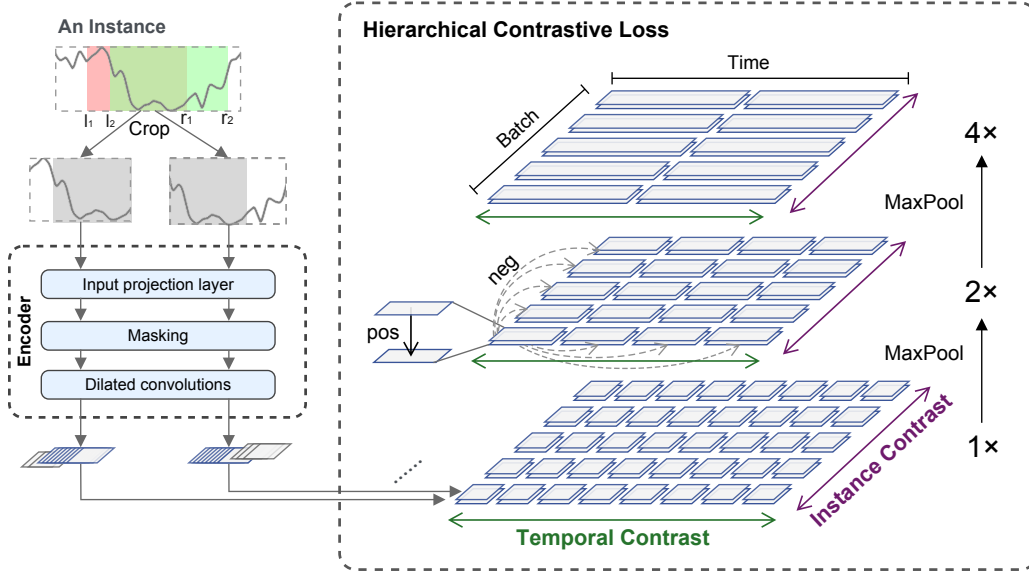 An Instance
l1 l2 r1 r2
Crop
Encoder
Input projection layer
Masking
Dilated convolutions
Hierarchical Contrastive Loss
Time
Batch
4×
MaxPool
neg
pos
2×
MaxPool
1×
Instance Contrast
Temporal Contrast